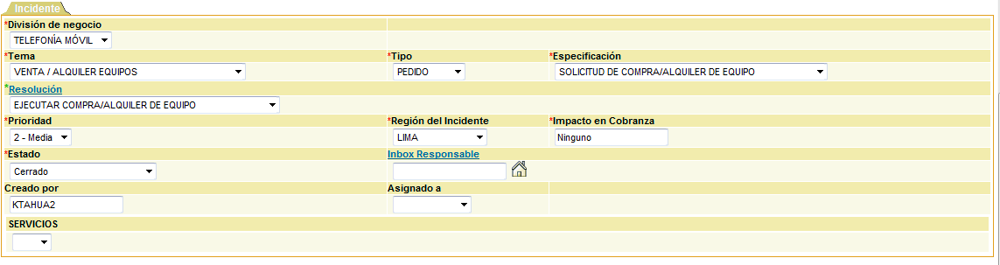 Incidente
*División de negocio
TELEFONÍA MÓVIL
*Tema *Tipo *Especificación
VENTA / ALQUILER EQUIPOS PEDIDO SOLICITUD DE COMPRA/ALQUILER DE EQUIPO
*Resolución
EJECUTAR COMPRA/ALQUILER DE EQUIPO
*Prioridad *Región del Incidente *Impacto en Cobranza
2 - Media LIMA Ninguno
*Estado Inbox Responsable
Cerrado
Creado por Asignado a
KTAHUA2
SERVICIOS